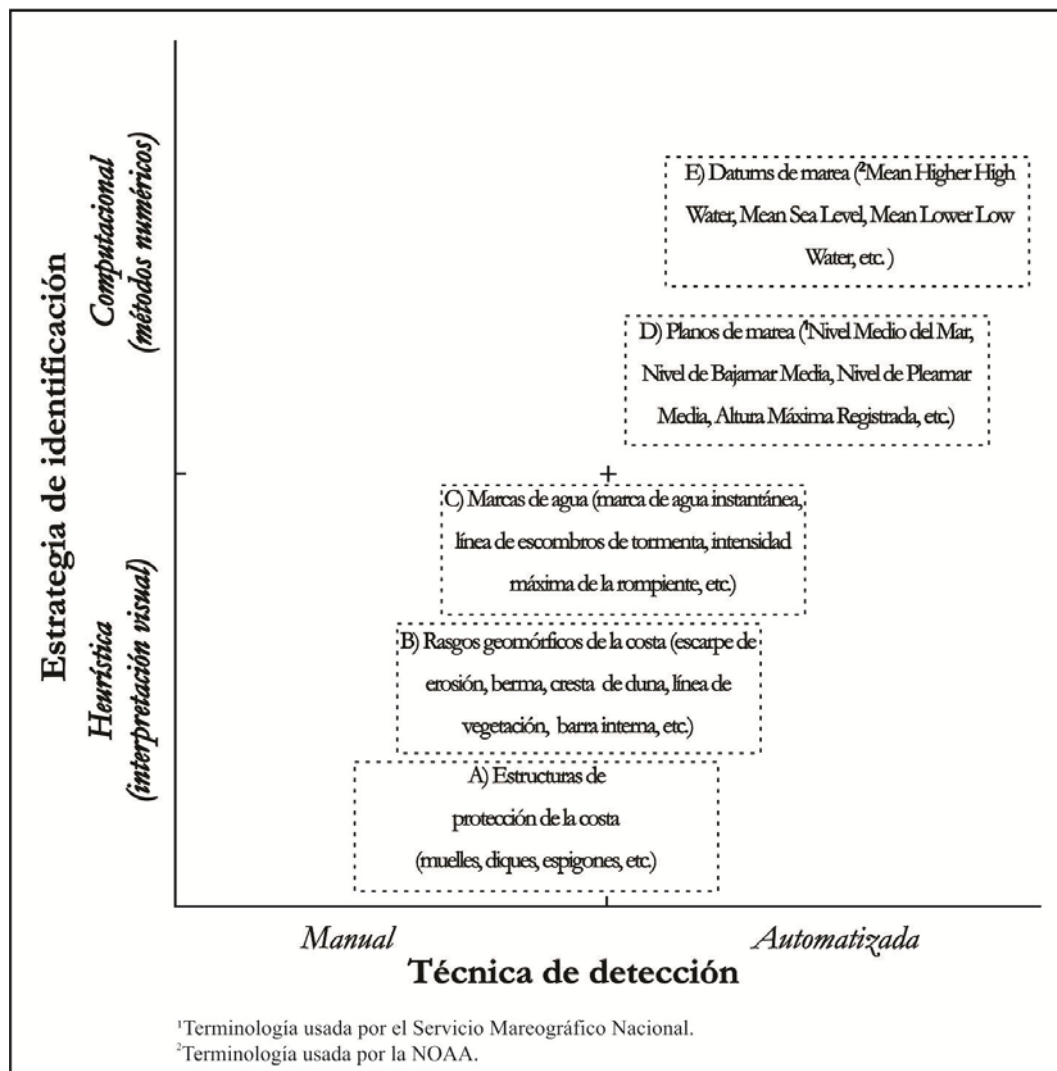 Estrategia de identificación
Computacional
(métodos numéricos)
Heurística
(interpretación visual)
E) Datums de marea (²Mean Higher High
Water, Mean Sea Level, Mean Lower Low
Water, etc. )
D) Planos de marea (¹Nivel Medio del Mar,
Nivel de Bajamar Media, Nivel de Pleamar
Media, Altura Máxima Registrada, etc.)
C) Marcas de agua (marca de agua instantánea,
línea de escombros de tormenta, intensidad
máxima de la rompiente, etc.)
B) Rasgos geomórficos de la costa (escarpe de
erosión, berma, cresta de duna, línea de
vegetación, barra interna, etc.)
A) Estructuras de
protección de la costa
(muelles, diques, espigones, etc.)
Manual
Automatizada
Técnica de detección
¹Terminología usada por el Servicio Mareográfico Nacional.
²Terminología usada por la NOAA.